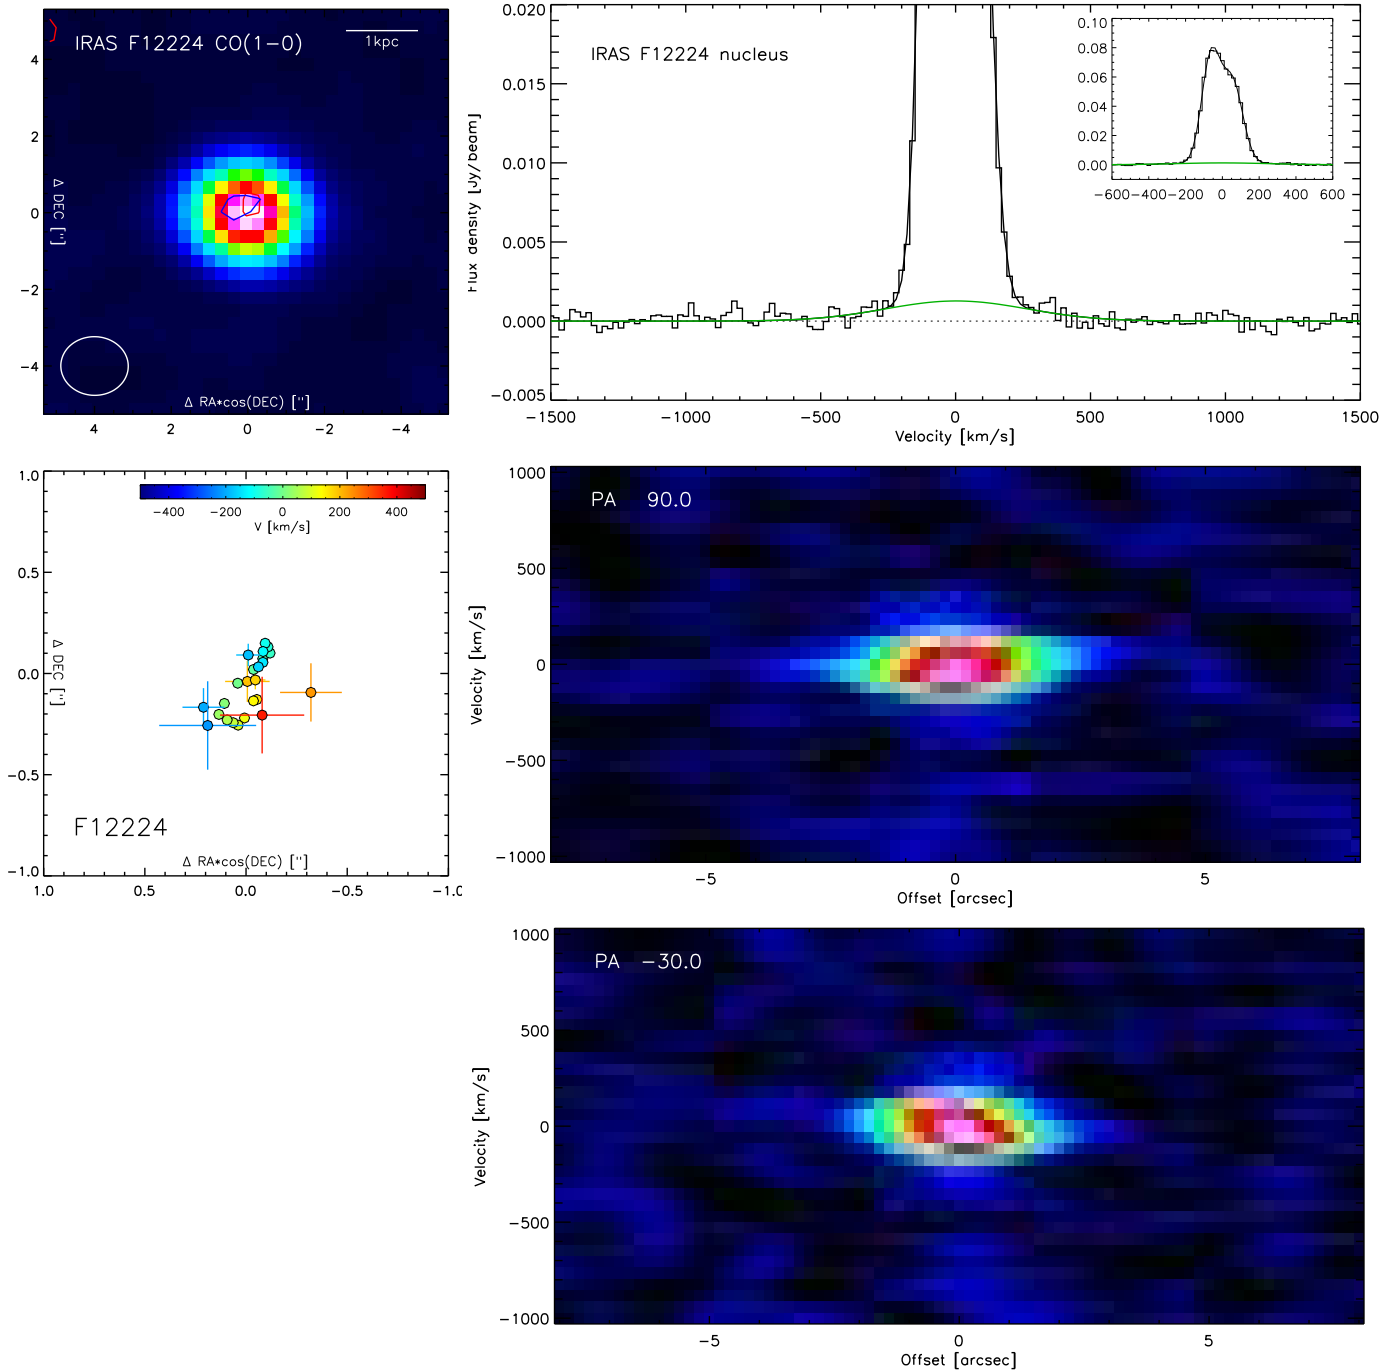 IRAS F12224 CO(1−0)
1kpc
4
2
0
−2
−4
Δ DEC ["]
Δ RA*cos(DEC) ["]
4 2 0 −2 −4
IRAS F12224 nucleus
0.020
0.015
0.010
0.005
0.000
−0.005
Flux density [Jy/beam]
−1500 −1000 −500 0 500 1000 1500
Velocity [km/s]
0.10
0.08
0.06
0.04
0.02
0.00
−600 −400 −200 0 200 400 600
1.0
0.5
0.0
−0.5
−1.0
−400 −200 0 200 400
V [km/s]
Δ DEC ["]
F12224
Δ RA*cos(DEC) ["]
1.0 0.5 0.0 −0.5 −1.0
PA 90.0
1000
500
0
−500
−1000
Velocity [km/s]
−5 0 5
Offset [arcsec]
PA −30.0
1000
500
0
−500
−1000
Velocity [km/s]
−5 0 5
Offset [arcsec]